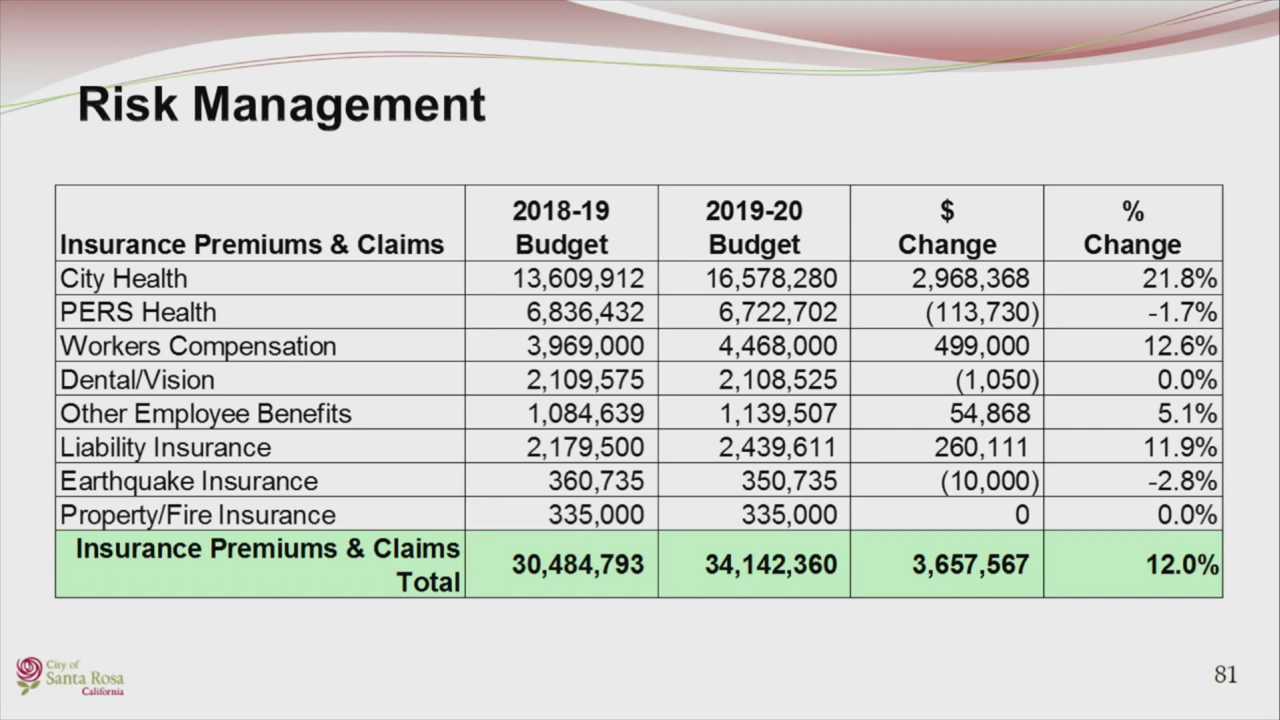 Risk Management
Insurance Premiums & Claims 2018-19 Budget 2019-20 Budget $ Change % Change
City Health 13,609,912 16,578,280 2,968,368 21.8%
PERS Health 6,836,432 6,722,702 (113,730) -1.7%
Workers Compensation 3,969,000 4,468,000 499,000 12.6%
Dental/Vision 2,109,575 2,108,525 (1,050) 0.0%
Other Employee Benefits 1,084,639 1,139,507 54,868 5.1%
Liability Insurance 2,179,500 2,439,611 260,111 11.9%
Earthquake Insurance 360,735 350,735 (10,000) -2.8%
Property/Fire Insurance 335,000 335,000 0 0.0%
Insurance Premiums & Claims Total 30,484,793 34,142,360 3,657,567 12.0%
City of
Santa Rosa
California
81